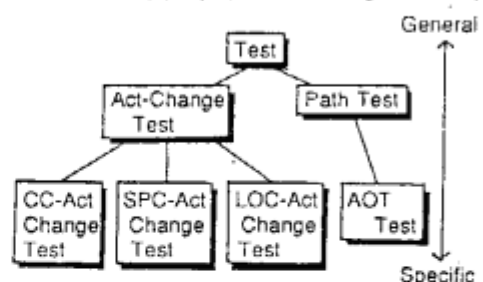 General
Test
Act-Change
Test
Path Test
CC-Act
Change
Test
SPC-Act
Change
Test
LOC-Act
Change
Test
AOT
Test
Specific